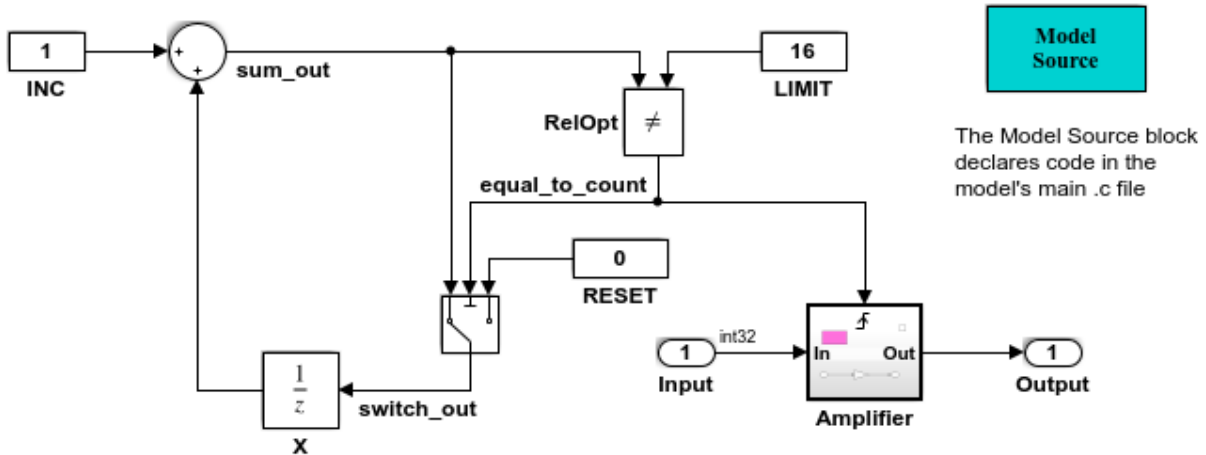 1
INC
+
+
sum_out
16
LIMIT
Model
Source
RelOpt
≠
The Model Source block
declares code in the
model's main .c file
equal_to_count
0
RESET
1
Input
int32
In
Out
Amplifier
1
Output
1
z
X
switch_out